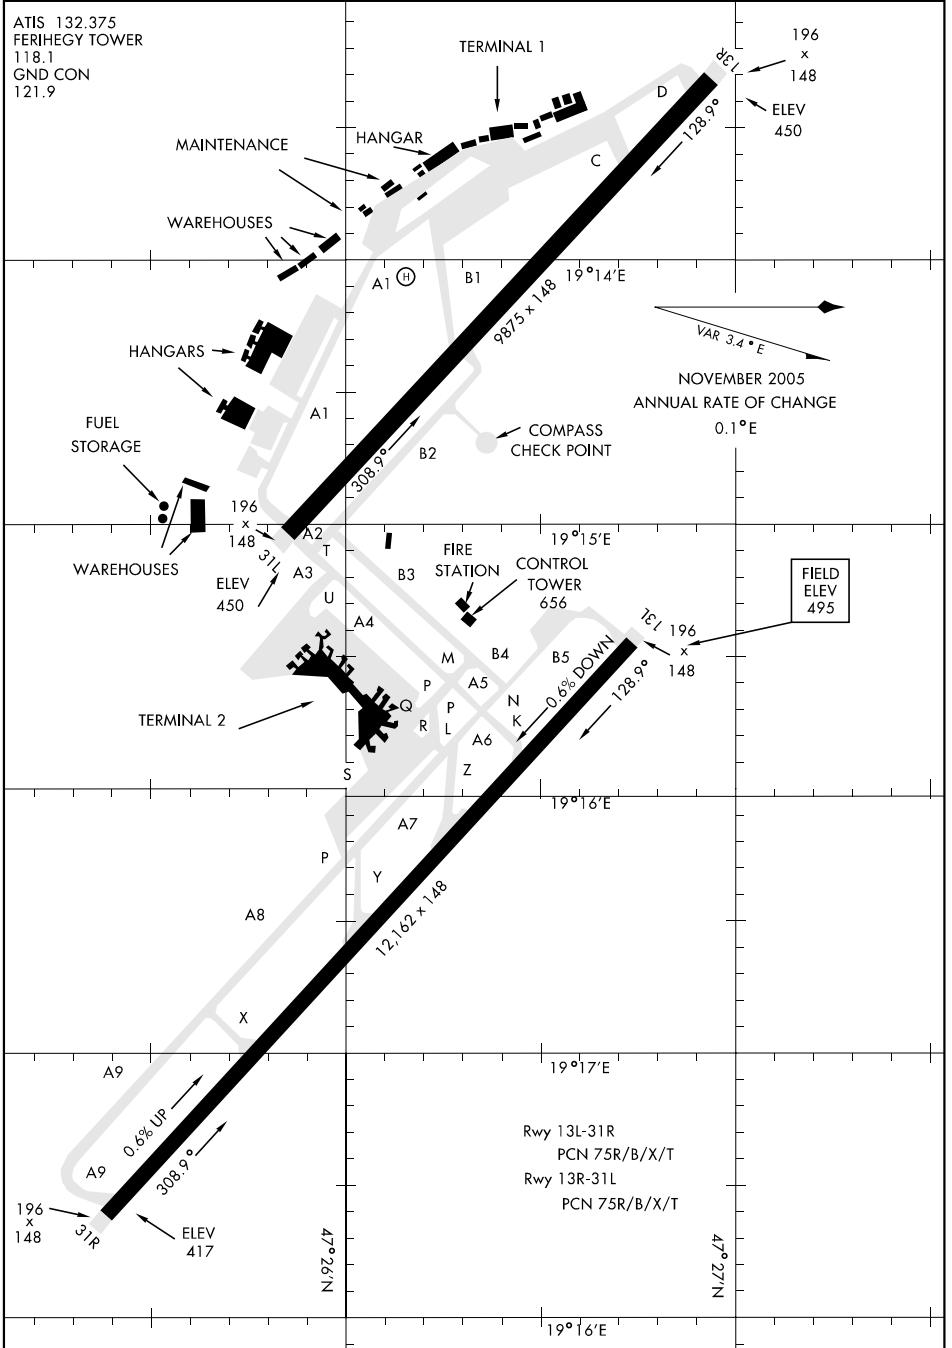 ATIS 132.375
FERIHEGY TOWER
118.1
GND CON
121.9
TERMINAL 1
HANGAR
MAINTENANCE
WAREHOUSES
13R
196
x
148
ELEV
450
D
128.9°
C
A1
H
B1
19°14'E
9875 x 148
VAR 3.4° E
NOVEMBER 2005
ANNUAL RATE OF CHANGE
0.1°E
HANGARS
A1
FUEL
STORAGE
308.9°
B2
COMPASS
CHECK POINT
196
x
148
31L
A2
WAREHOUSES
ELEV
450
T
A3
U
A4
B3
19°15'E
FIRE
STATION
CONTROL
TOWER
656
FIELD
ELEV
495
13L
196
x
148
M
B4
B5
0.6% DOWN
128.9°
P
A5
Q
P
N
K
R
L
A6
TERMINAL 2
S
Z
19°16'E
A7
P
Y
A8
12,162 x 148
X
19°17'E
A9
0.6% UP
308.9°
A9
196
x
148
31R
ELEV
417
Rwy 13L-31R
PCN 75R/B/X/T
Rwy 13R-31L
PCN 75R/B/X/T
47°26'N
47°27'N
19°16'E